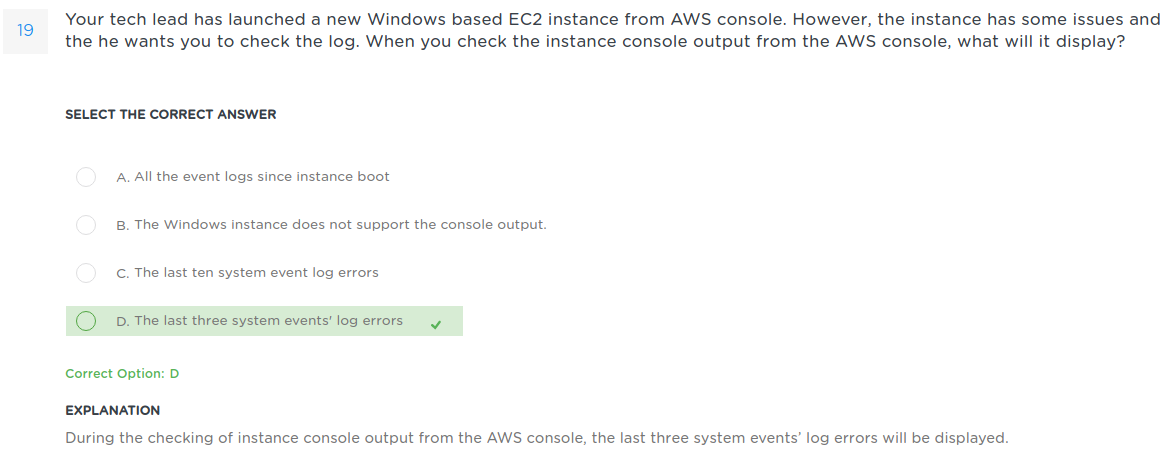 19
Your tech lead has launched a new Windows based EC2 instance from AWS console. However, the instance has some issues and
the he wants you to check the log. When you check the instance console output from the AWS console, what will it display?
SELECT THE CORRECT ANSWER
A. All the event logs since instance boot
B. The Windows instance does not support the console output.
C. The last ten system event log errors
D. The last three system events' log errors
Correct Option: D
EXPLANATION
During the checking of instance console output from the AWS console, the last three system events’ log errors will be displayed.